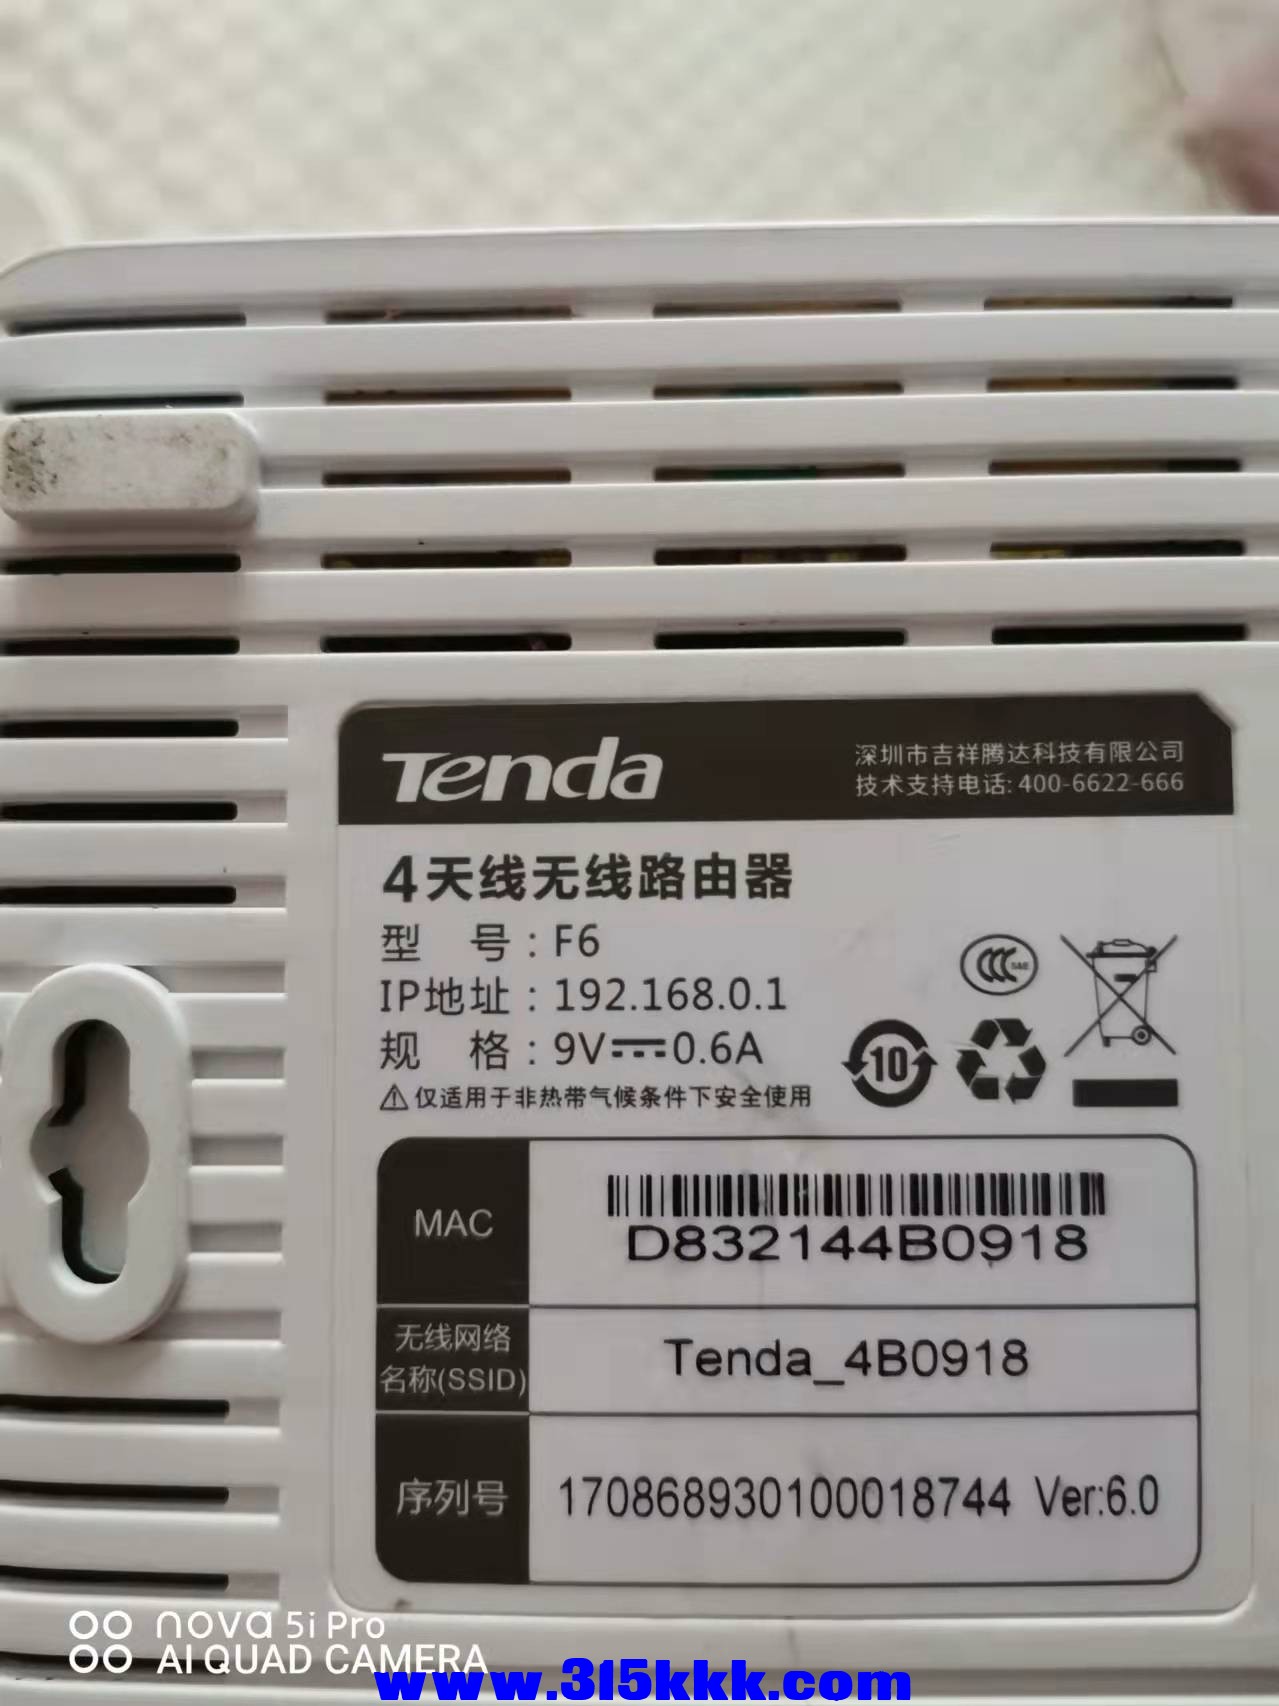 Tenda
深圳市吉祥腾达科技有限公司
技术支持电话: 400-6622-666
4天线无线路由器
型 号 : F6
IP地址 : 192.168.0.1
规 格 : 9V⎓0.6A
⚠仅适用于非热带气候条件下安全使用
10
MAC
D832144B0918
无线网络
名称(SSID)
Tenda_4B0918
序列号
170868930100018744 Ver:6.0
nova 5i Pro
AI QUAD CAMERA
www.315kkk.com